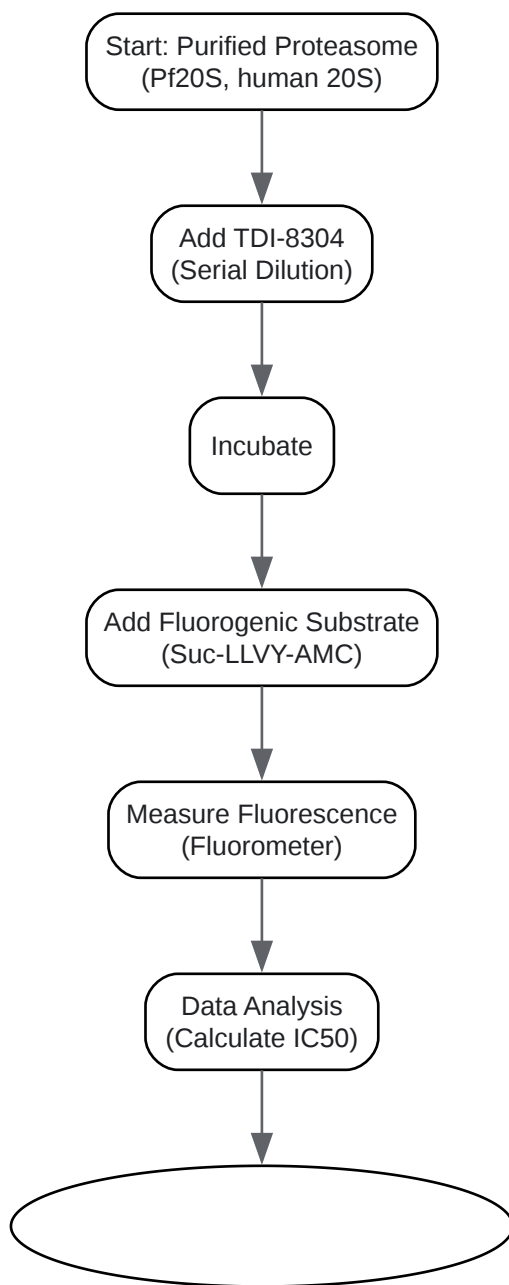 Start: Purified Proteasome
(Pf20S, human 20S)
Add TDI-8304
(Serial Dilution)
Incubate
Add Fluorogenic Substrate
(Suc-LLVY-AMC)
Measure Fluorescence
(Fluorometer)
Data Analysis
(Calculate IC50)